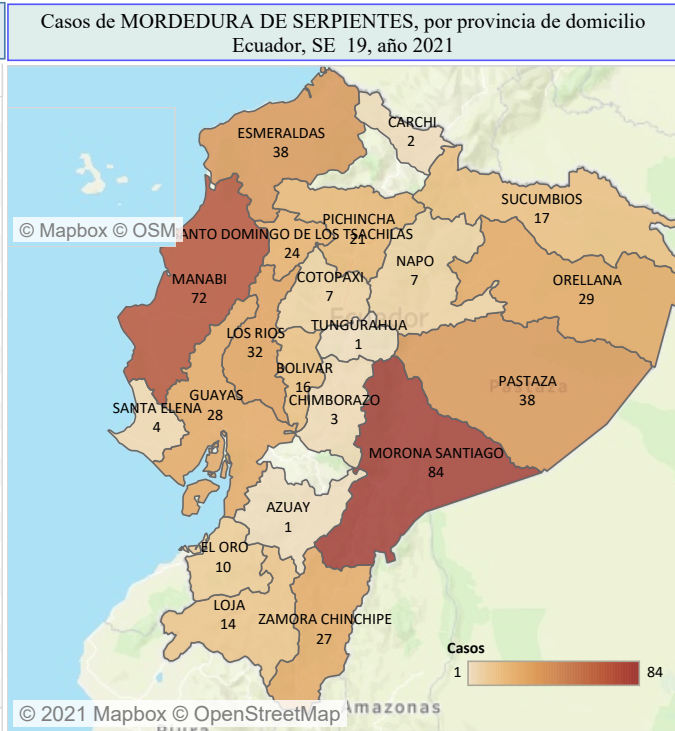 Casos de MORDEDURA DE SERPIENTES, por provincia de domicilio
Ecuador, SE 19, año 2021
CARCHI
2
ESMERALDAS
38
SUCUMBIOS
17
© Mapbox © OSM
PICHINCHA
21
ANTO DOMINGO DE LOS TSACHILAS
24
NAPO
7
COTOPAXI
7
MANABI
72
ORELLANA
29
Ecuador
TUNGURAHUA
1
LOS RIOS
32
BOLIVAR
16
PASTAZA
38
Pastaza
GUAYAS
28
SANTA ELENA
4
CHIMBORAZO
3
MORONA SANTIAGO
84
AZUAY
1
EL ORO
10
LOJA
14
ZAMORA CHINCHIPE
27
Casos
1 84
Amazonas
© 2021 Mapbox © OpenStreetMap